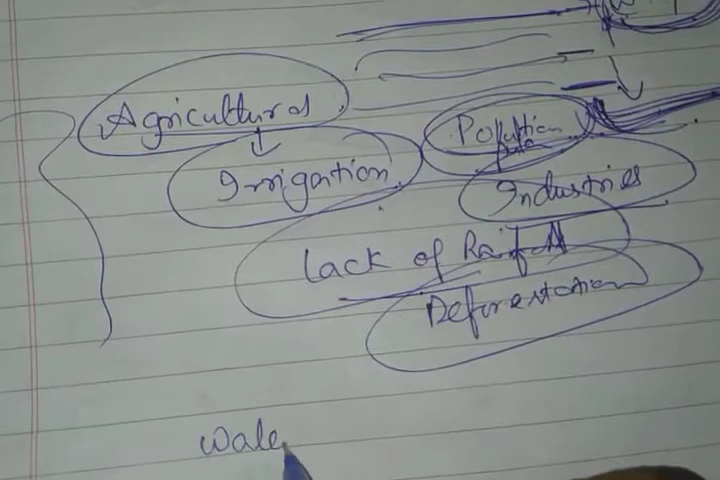 Agricultural
Pollution
Irrigation
Industries
Lack of Rainfall
Deforestation
wate